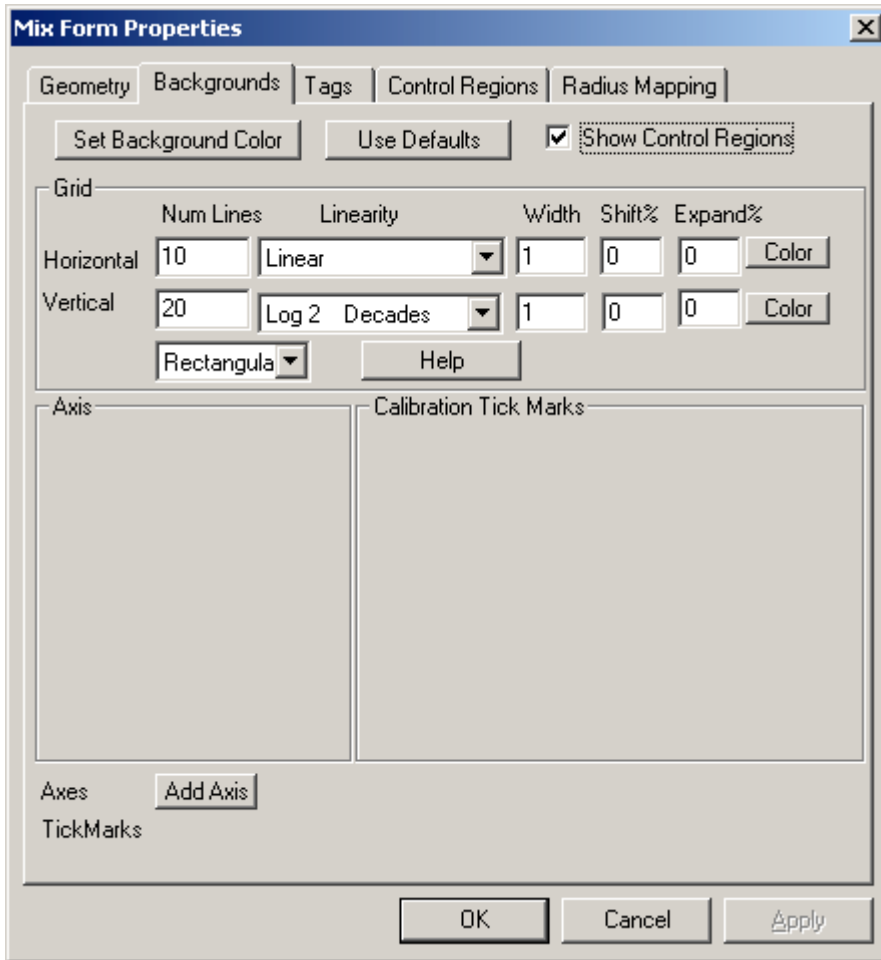 Mix Form Properties
Geometry Backgrounds Tags Control Regions Radius Mapping
Set Background Color Use Defaults Show Control Regions
Grid
Num Lines Linearity Width Shift% Expand%
Horizontal 10 Linear 1 0 0 Color
Vertical 20 Log 2 Decades 1 0 0 Color
Rectangula Help
Axis Calibration Tick Marks
Axes Add Axis
TickMarks
OK Cancel Apply